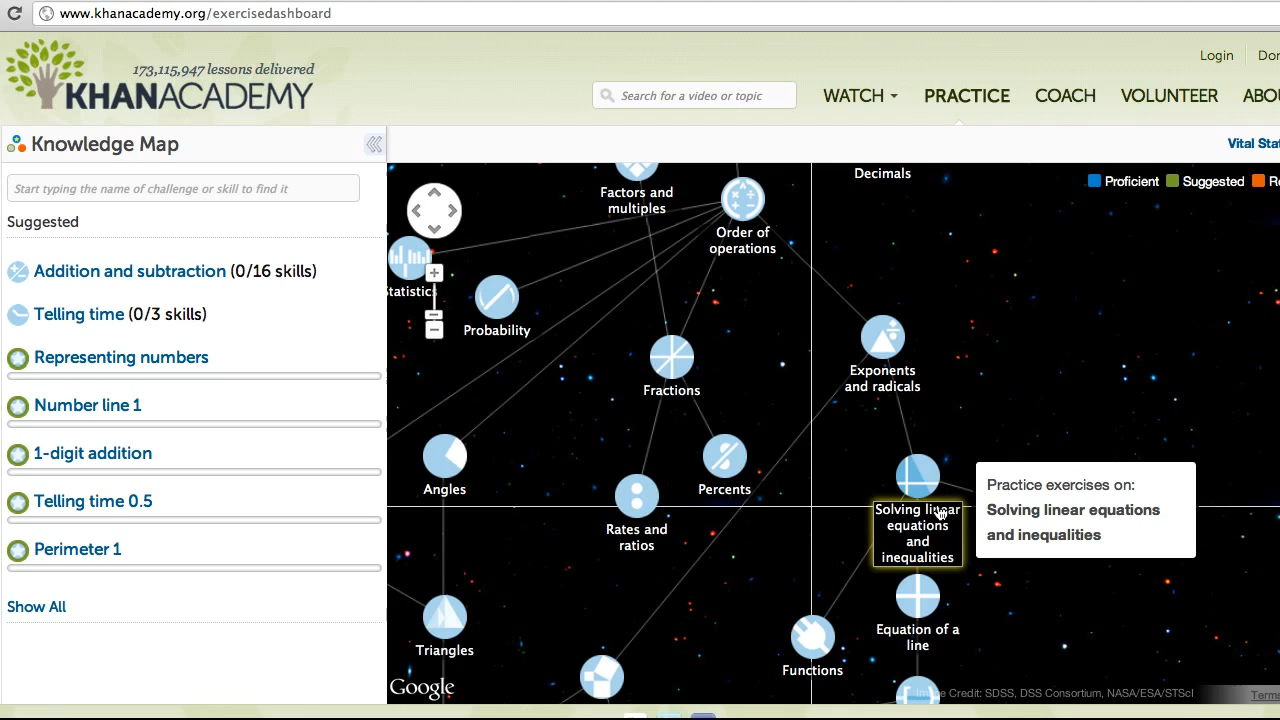 www.khanacademy.org/exercisedashboard
173,115,947 lessons delivered
KHANACADEMY
Search for a video or topic
WATCH
PRACTICE
COACH
VOLUNTEER
Login
Knowledge Map
Start typing the name of challenge or skill to find it
Suggested
Addition and subtraction (0/16 skills)
Telling time (0/3 skills)
Representing numbers
Number line 1
1-digit addition
Telling time 0.5
Perimeter 1
Show All
Vital
Proficient
Suggested
Decimals
Factors and
multiples
Order of
operations
Statistics
Probability
Exponents
and radicals
Fractions
Angles
Percents
Rates and
ratios
Solving linear
equations
and
inequalities
Practice exercises on:
Solving linear equations
and inequalities
Equation of a
line
Triangles
Functions
Google
Image Credit: SDSS, DSS Consortium, NASA/ESA/STScI
Terms